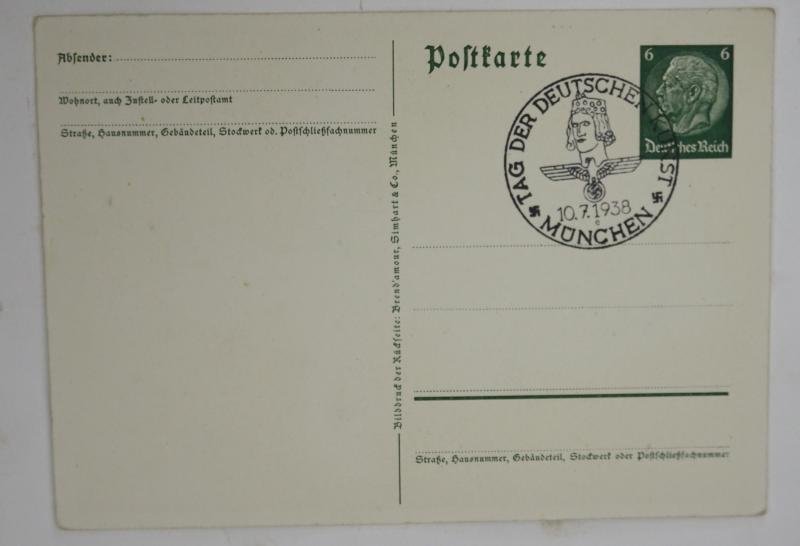 Absender:
Wohnort, auch Zustell- oder Leitpostamt
Straße, Hausnummer, Gebäudeteil, Stockwerk od. Postschließfachnummer
Bilddruck der Rückseite: Brend'amour, Simhart & Co., München
Postkarte
6 6
Deutsches Reich
TAG DER DEUTSCHEN KUNST
10.7.1938
e
MÜNCHEN
Straße, Hausnummer, Gebäudeteil, Stockwerk oder Postschließfachnummer